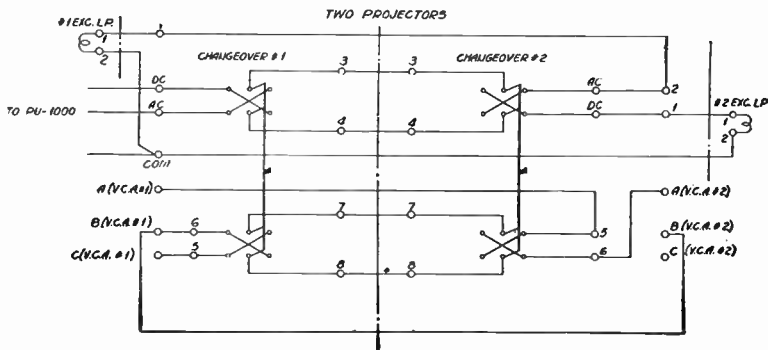 TWO PROJECTORS
#1 EXC. LP.
1
1
2
CHANGEOVER #1
3
3
CHANGEOVER #2
DC
AC
2
TO PU-1000
AC
DC
1
#2 EXC. LP.
1
2
4
4
COM
A (V.C.A.#1)
A (V.C.A.#2)
B (V.C.A.#1)
6
7
7
5
B (V.C.A.#2)
C (V.C.A.#1)
5
6
C (V.C.A.#2)
8
8